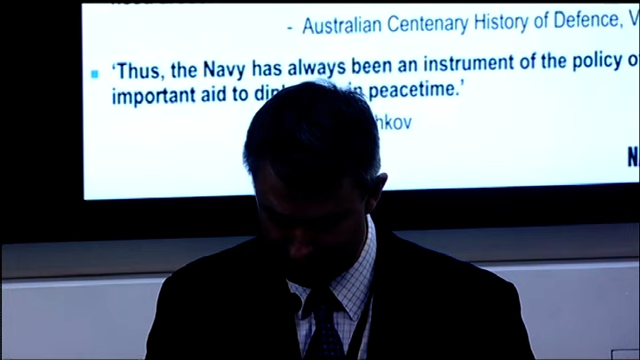 - Australian Centenary History of Defence, V
'Thus, the Navy has always been an instrument of the policy o
important aid to in peacetime.'
hkov
N